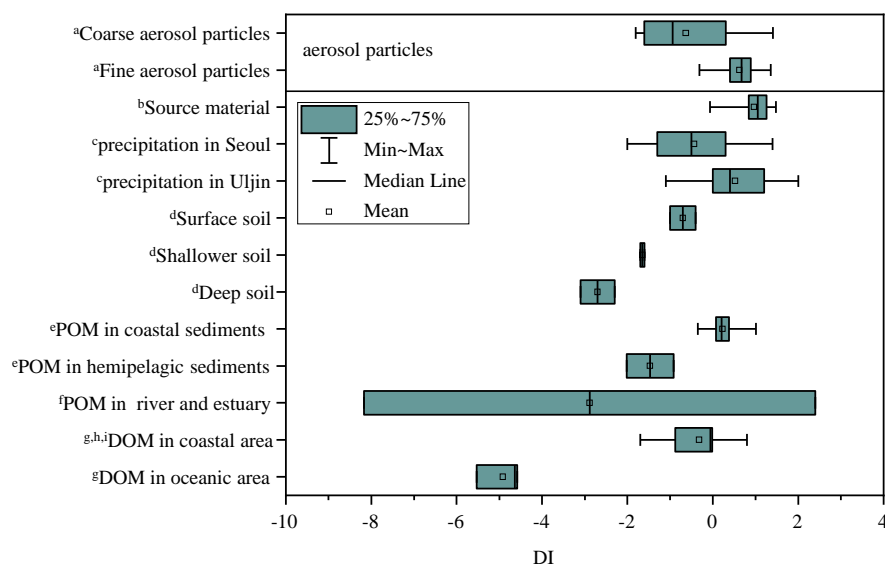 ᵃCoarse aerosol particles
aerosol particles
ᵃFine aerosol particles
ᵇSource material
25%~75%
ᶜprecipitation in Seoul
Min~Max
ᶜprecipitation in Uljin
Median Line
ᵈSurface soil
Mean
ᵈShallower soil
ᵈDeep soil
ᵉPOM in coastal sediments
ᵉPOM in hemipelagic sediments
ᶠPOM in river and estuary
ᵍ,ʰ,ⁱDOM in coastal area
ᵍDOM in oceanic area
-10 -8 -6 -4 -2 0 2 4
DI